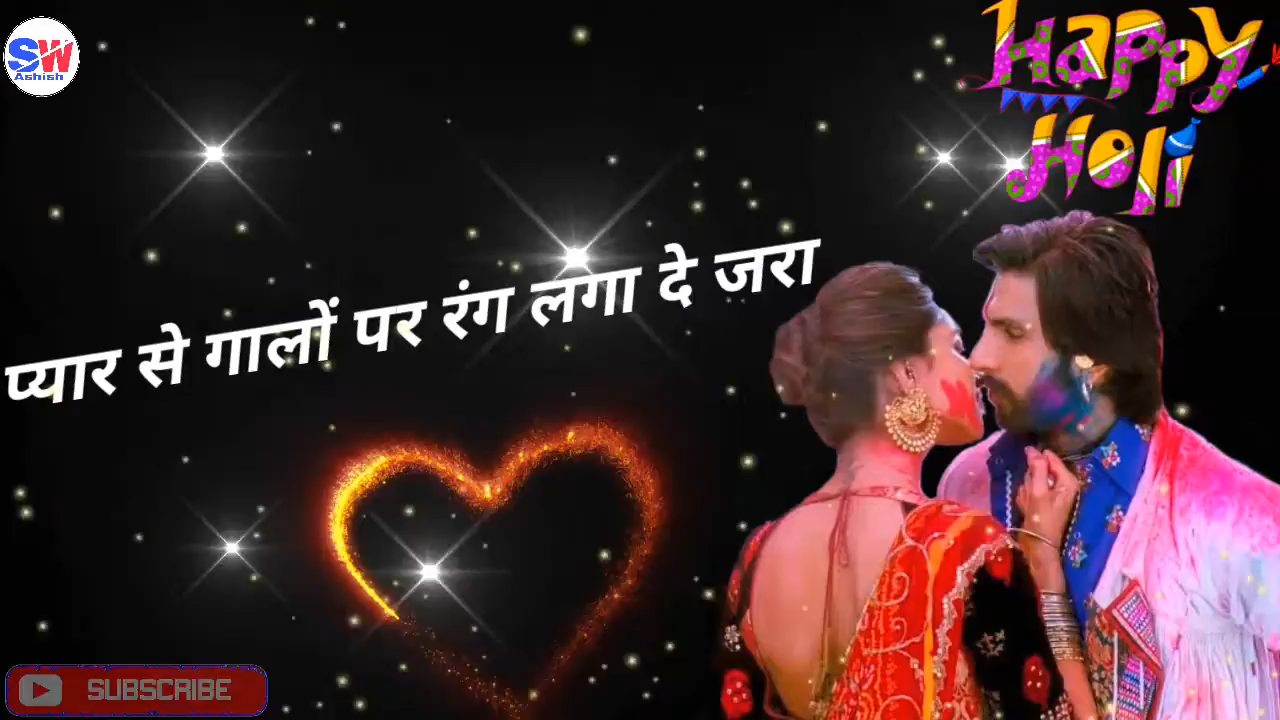 SW
Ashish
Happy
Holi
प्यार से गालों पर रंग लगा दे जरा
SUBSCRIBE